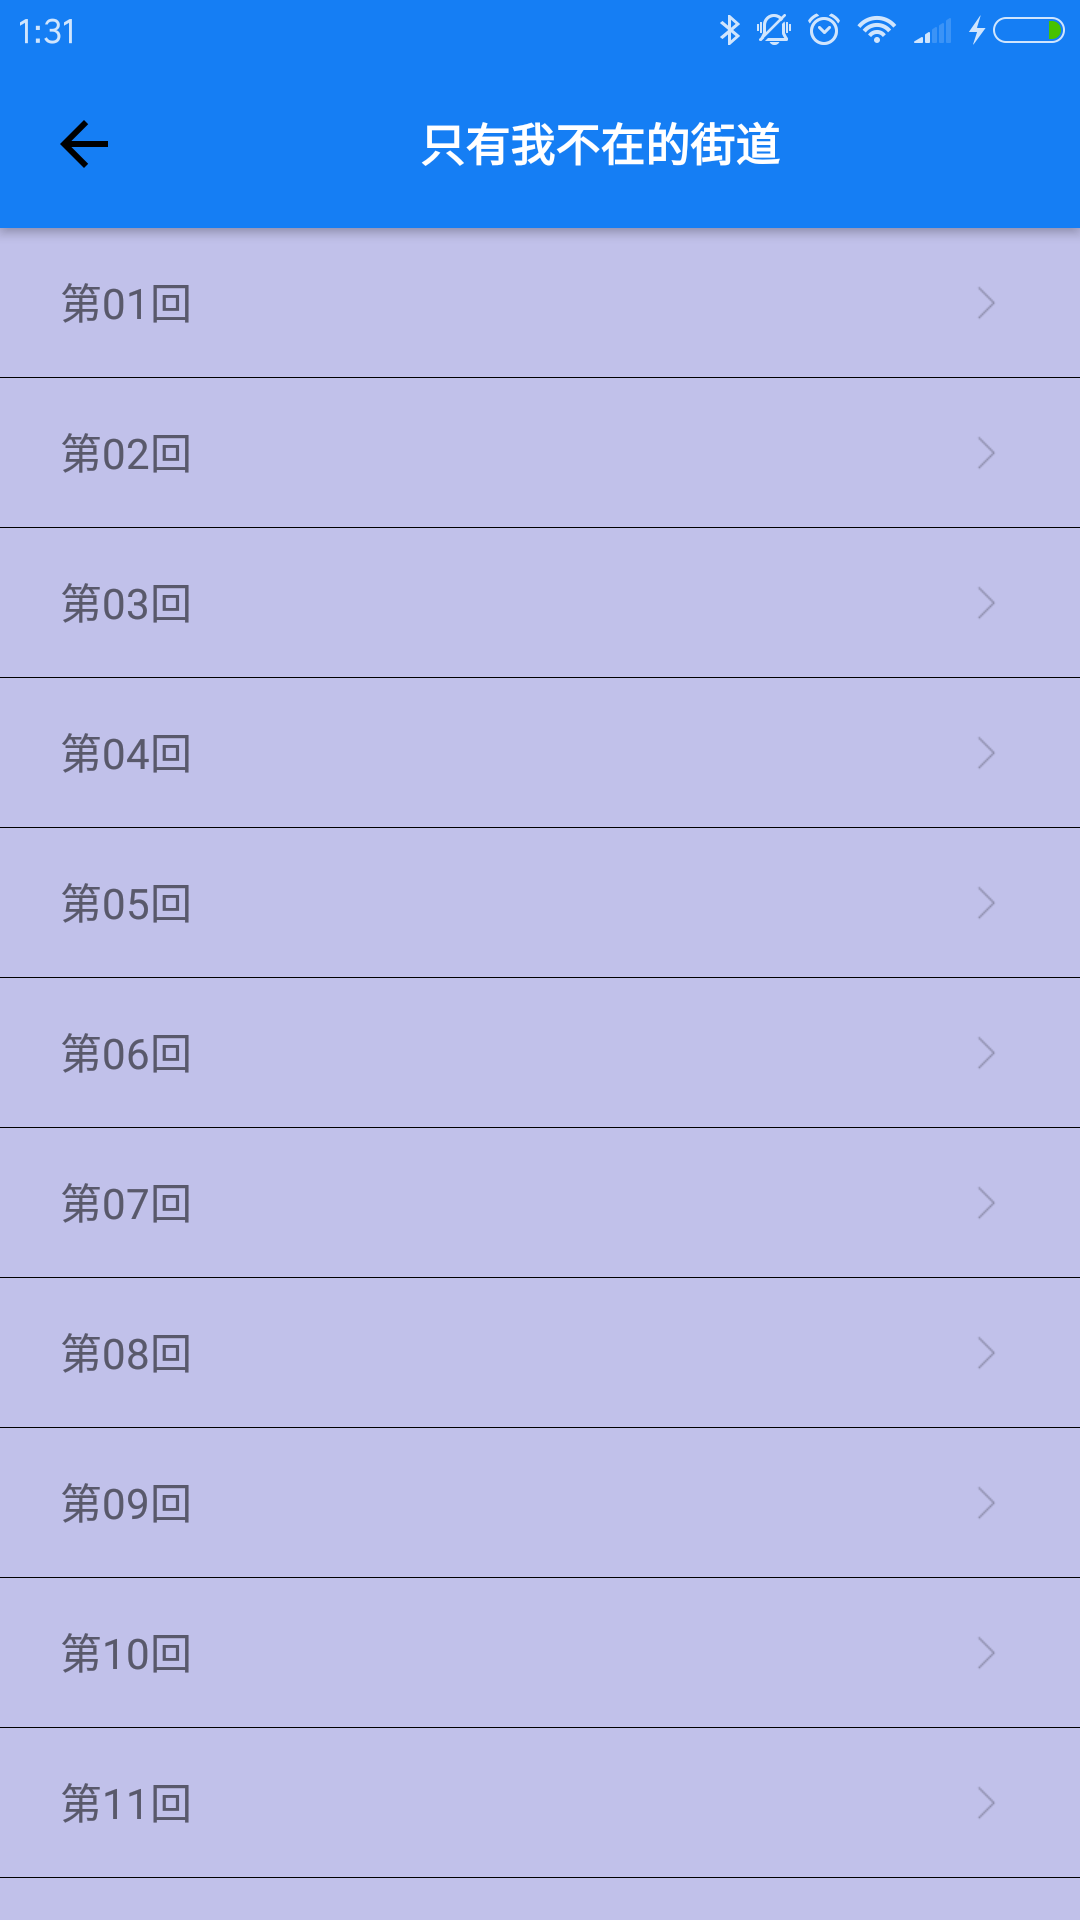 1:31
只有我不在的街道
第01回
第02回
第03回
第04回
第05回
第06回
第07回
第08回
第09回
第10回
第11回